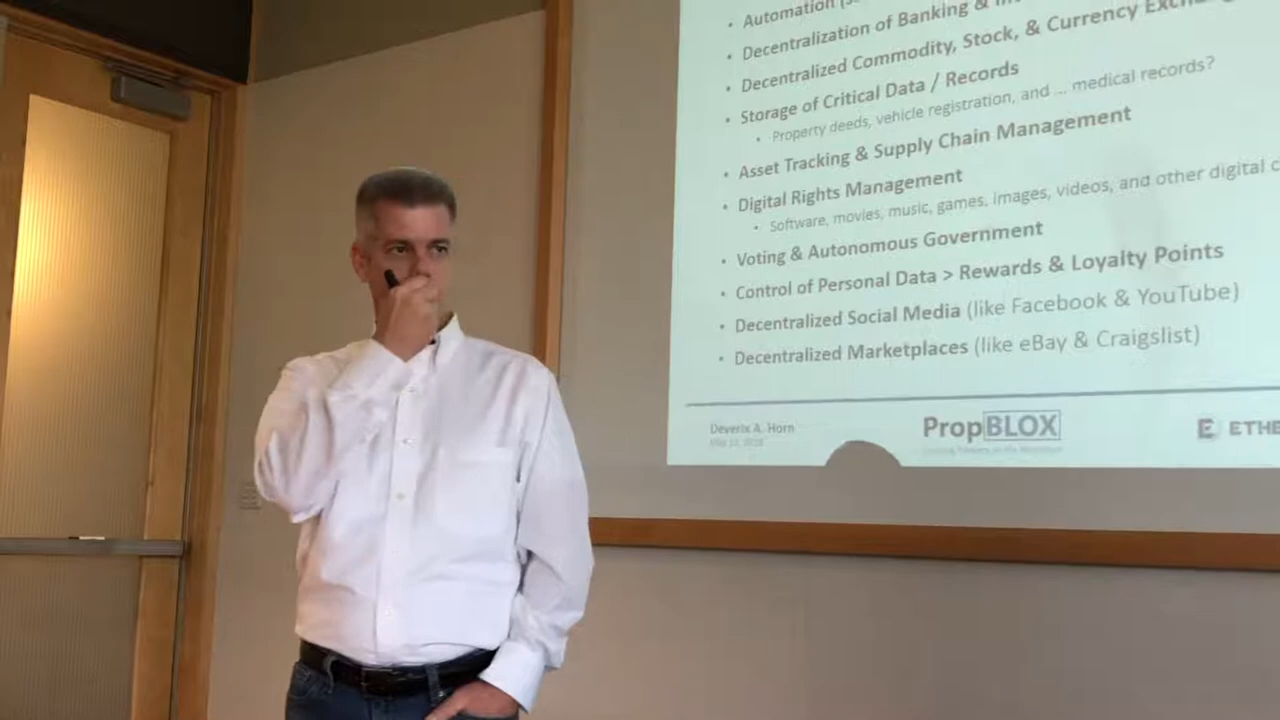 • Automation
• Decentralization of Banking &
• Decentralized Commodity, Stock, & Currency
• Storage of Critical Data / Records
• Property deeds, vehicle registration, and ... medical records?
• Asset Tracking & Supply Chain Management
• Digital Rights Management
• Software, movies, music, games, images, videos, and other digital
• Voting & Autonomous Government
• Control of Personal Data > Rewards & Loyalty Points
• Decentralized Social Media (like Facebook & YouTube)
• Decentralized Marketplaces (like eBay & Craigslist)
Deverix A. Horn
PropBLOX
ETHE